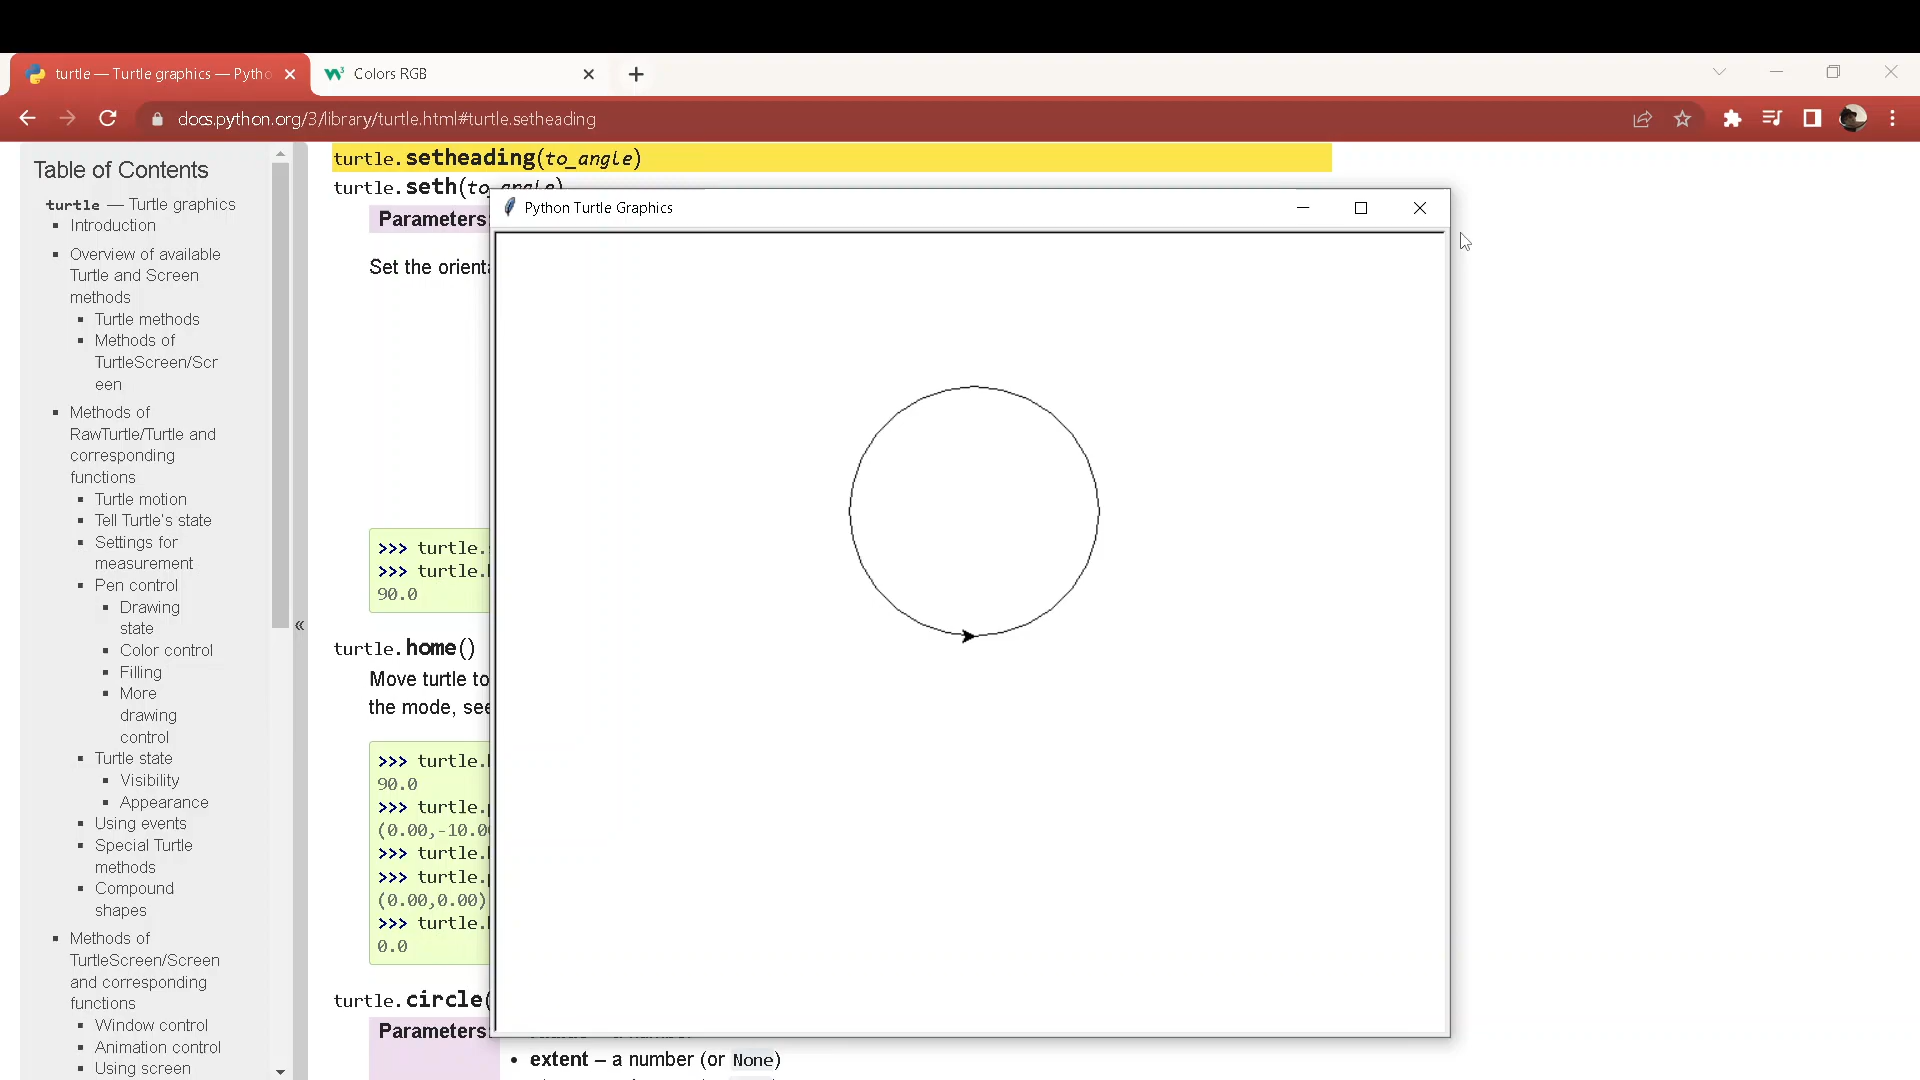 turtle — Turtle graphics — Pytho
Colors RGB
docs.python.org/3/library/turtle.html#turtle.setheading
Table of Contents
turtle — Turtle graphics
Introduction
Overview of available
Turtle and Screen
methods
Turtle methods
Methods of
TurtleScreen/Scr
een
Methods of
RawTurtle/Turtle and
corresponding
functions
Turtle motion
Tell Turtle's state
Settings for
measurement
Pen control
Drawing
state
Color control
Filling
More
drawing
control
Turtle state
Visibility
Appearance
Using events
Special Turtle
methods
Compound
shapes
Methods of
TurtleScreen/Screen
and corresponding
functions
Window control
Animation control
Using screen
«
turtle.setheading(to_angle)
turtle.seth(to_angle)
Parameters
Set the orient
>>> turtle.
>>> turtle.
90.0
turtle.home()
Move turtle to
the mode, see
>>> turtle.
90.0
>>> turtle.
(0.00,-10.0
>>> turtle.
>>> turtle.
(0.00,0.00)
>>> turtle.
0.0
turtle.circle(
Parameters
extent – a number (or None)
Python Turtle Graphics